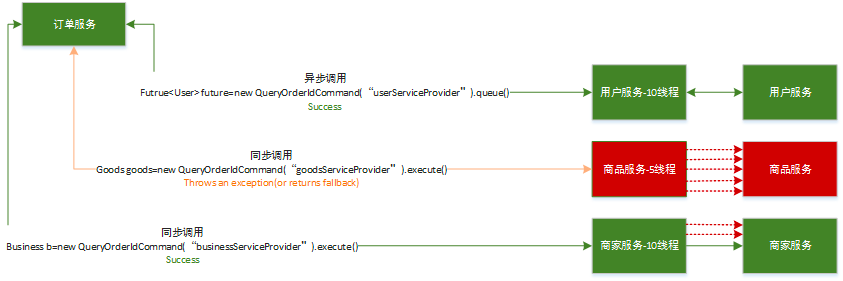 订单服务
异步调用
Futrue<User> future=new QueryOrderIdCommand(“userServiceProvider”).queue()
Success
用户服务-10线程
用户服务
同步调用
Goods goods=new QueryOrderIdCommand(“goodsServiceProvider”).execute()
Throws an exception(or returns fallback)
商品服务-5线程
商品服务
同步调用
Business b=new QueryOrderIdCommand(“businessServiceProvider”).execute()
Success
商家服务-10线程
商家服务